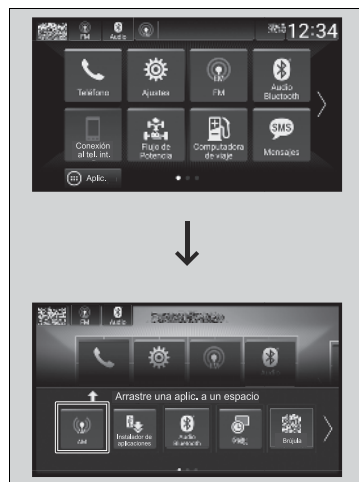 FM
Audio
12:34
Teléfono
Ajustes
FM
Audio
Bluetooth
Conexión
al tel. int.
Flujo de
Potencia
Computadora
de viaje
SMS
Mensajes
Aplic.
FM
Audio
Arrastre una aplic. a un espacio
AM
Instalador de
aplicaciones
Audio
Bluetooth
Brújula